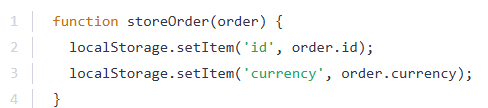 1 function storeOrder(order) {
2   localStorage.setItem('id', order.id);
3   localStorage.setItem('currency', order.currency);
4 }